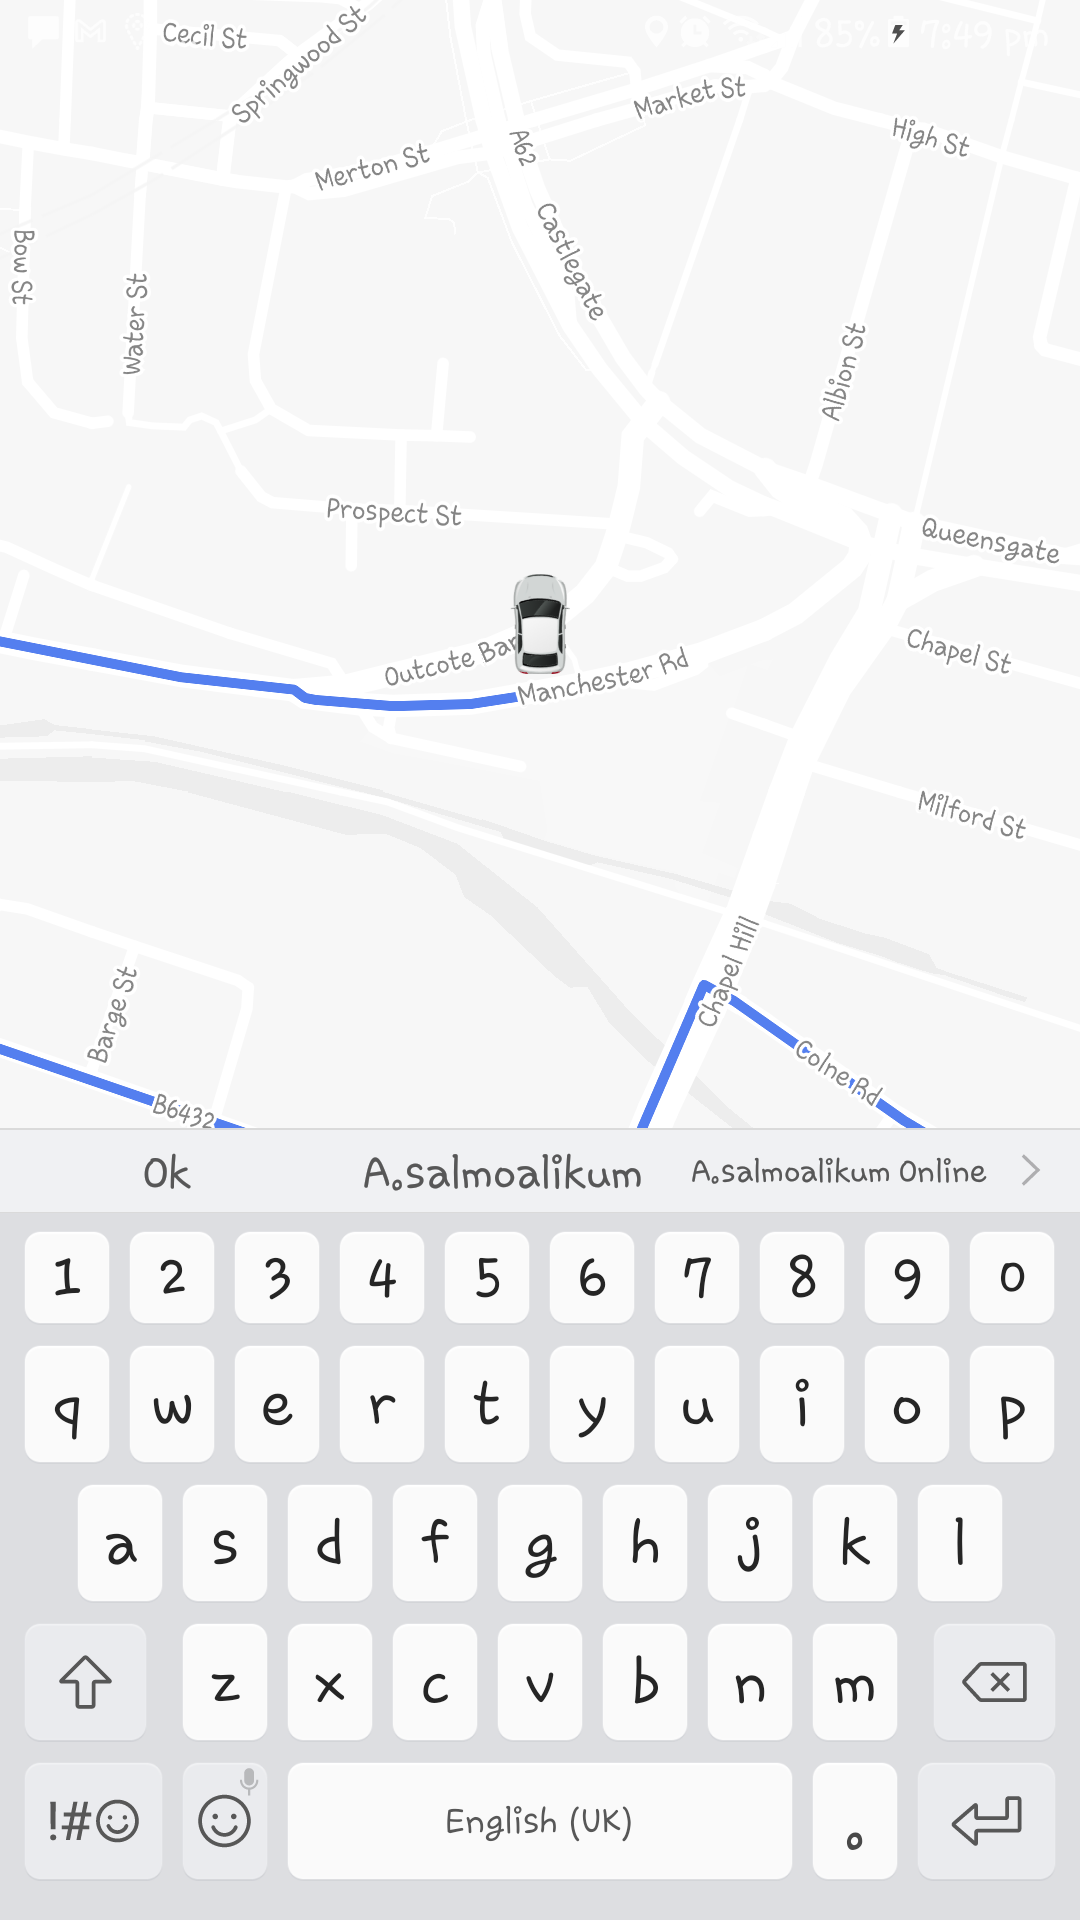 85% 7:49 pm
Cecil St
Springwood St
Market St
High St
A62
Merton St
Castlegate
Bow St
Water St
Albion St
Prospect St
Queensgate
Outcote Ban
Manchester Rd
Chapel St
Milford St
Chapel Hill
Barge St
Colne Rd
B6432
Ok A.salmoalikum A.salmoalikum Online
1 2 3 4 5 6 7 8 9 0
q w e r t y u i o p
a s d f g h j k l
z x c v b n m
!# English (UK) .